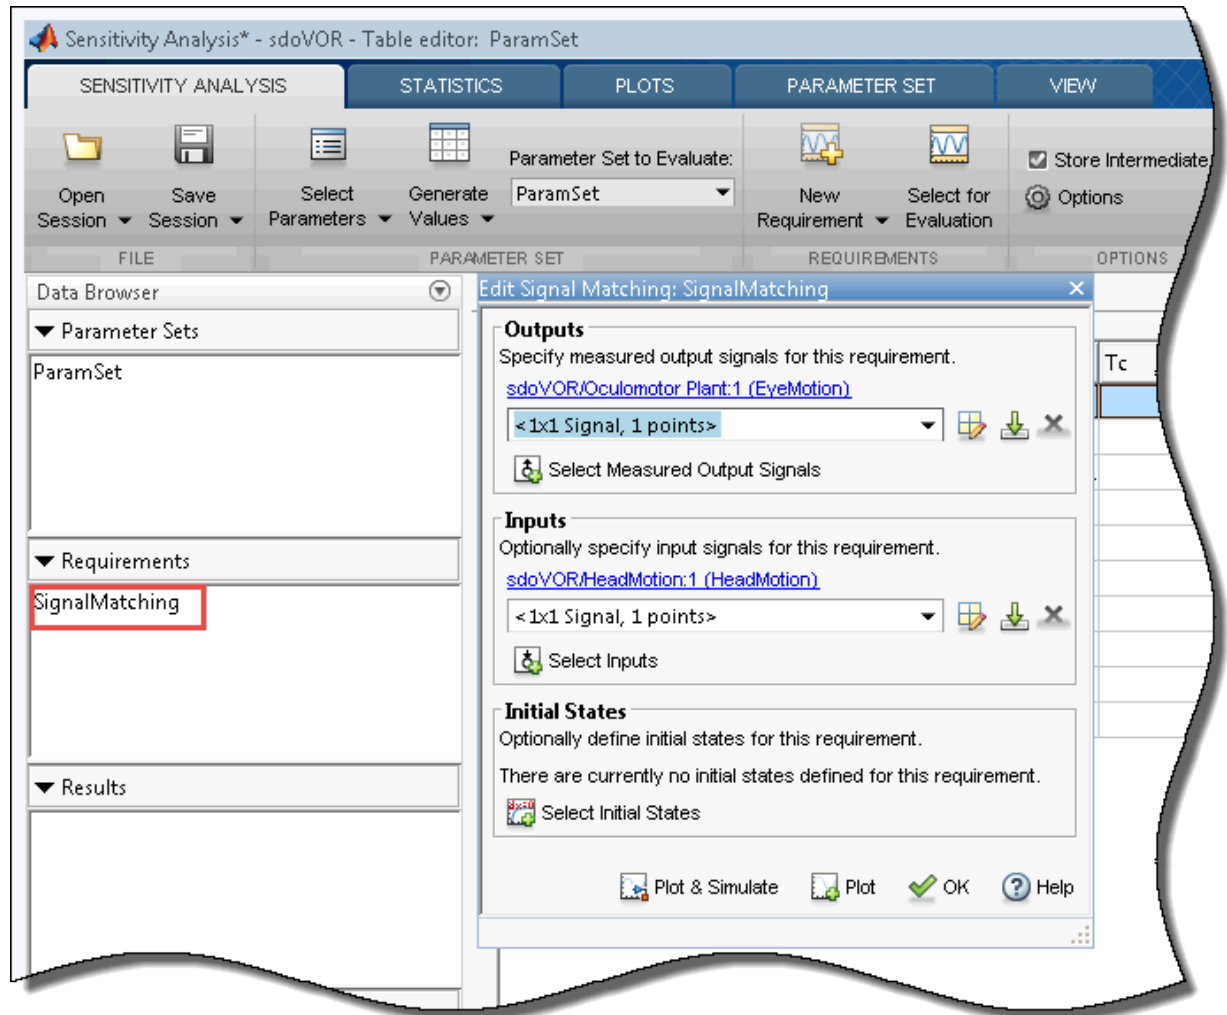 Sensitivity Analysis* - sdoVOR - Table editor: ParamSet
SENSITIVITY ANALYSIS
STATISTICS
PLOTS
PARAMETER SET
VIEW
Open
Session
Save
Session
FILE
Select
Parameters
Generate
Values
Parameter Set to Evaluate:
ParamSet
PARAMETER SET
New
Requirement
Select for
Evaluation
REQUIREMENTS
Store Intermediate
Options
OPTIONS
Data Browser
Parameter Sets
ParamSet
Requirements
SignalMatching
Results
Edit Signal Matching: SignalMatching
Outputs
Specify measured output signals for this requirement.
sdoVOR/Oculomotor Plant:1 (EyeMotion)
<1x1 Signal, 1 points>
Select Measured Output Signals
Inputs
Optionally specify input signals for this requirement.
sdoVOR/HeadMotion:1 (HeadMotion)
<1x1 Signal, 1 points>
Select Inputs
Initial States
Optionally define initial states for this requirement.
There are currently no initial states defined for this requirement.
Select Initial States
Plot & Simulate
Plot
OK
Help
Tc